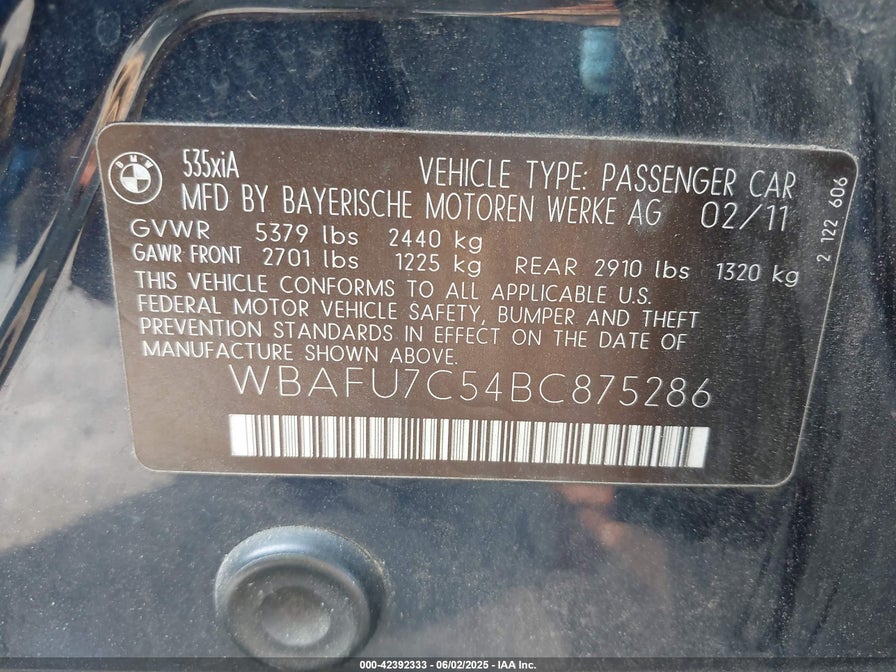 BMW
535xiA VEHICLE TYPE: PASSENGER CAR
MFD BY BAYERISCHE MOTOREN WERKE AG 02/11
GVWR 5379 lbs 2440 kg
GAWR FRONT 2701 lbs 1225 kg REAR 2910 lbs 1320 kg
THIS VEHICLE CONFORMS TO ALL APPLICABLE U.S.
FEDERAL MOTOR VEHICLE SAFETY, BUMPER AND THEFT
PREVENTION STANDARDS IN EFFECT ON THE DATE OF
MANUFACTURE SHOWN ABOVE.
WBAFU7C54BC875286
2 122 606
000-42392333 - 06/02/2025 - IAA Inc.